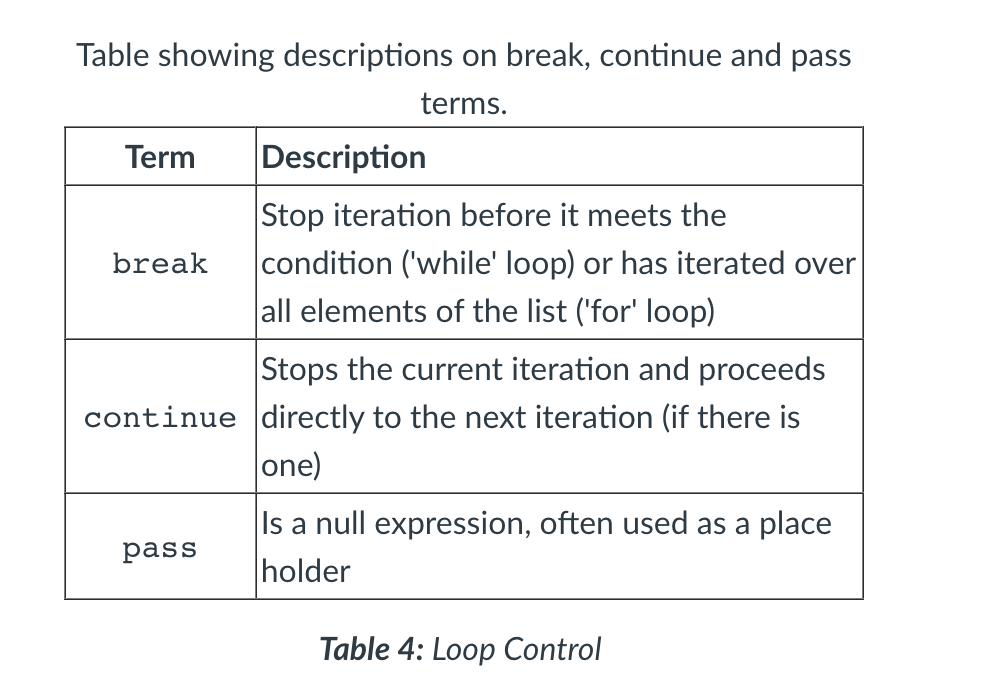 Table showing descriptions on break, continue and pass
terms.
Term Description
break
Stop iteration before it meets the
condition ('while' loop) or has iterated over
all elements of the list ('for' loop)
continue
Stops the current iteration and proceeds
directly to the next iteration (if there is
one)
pass
Is a null expression, often used as a place
holder
Table 4: Loop Control